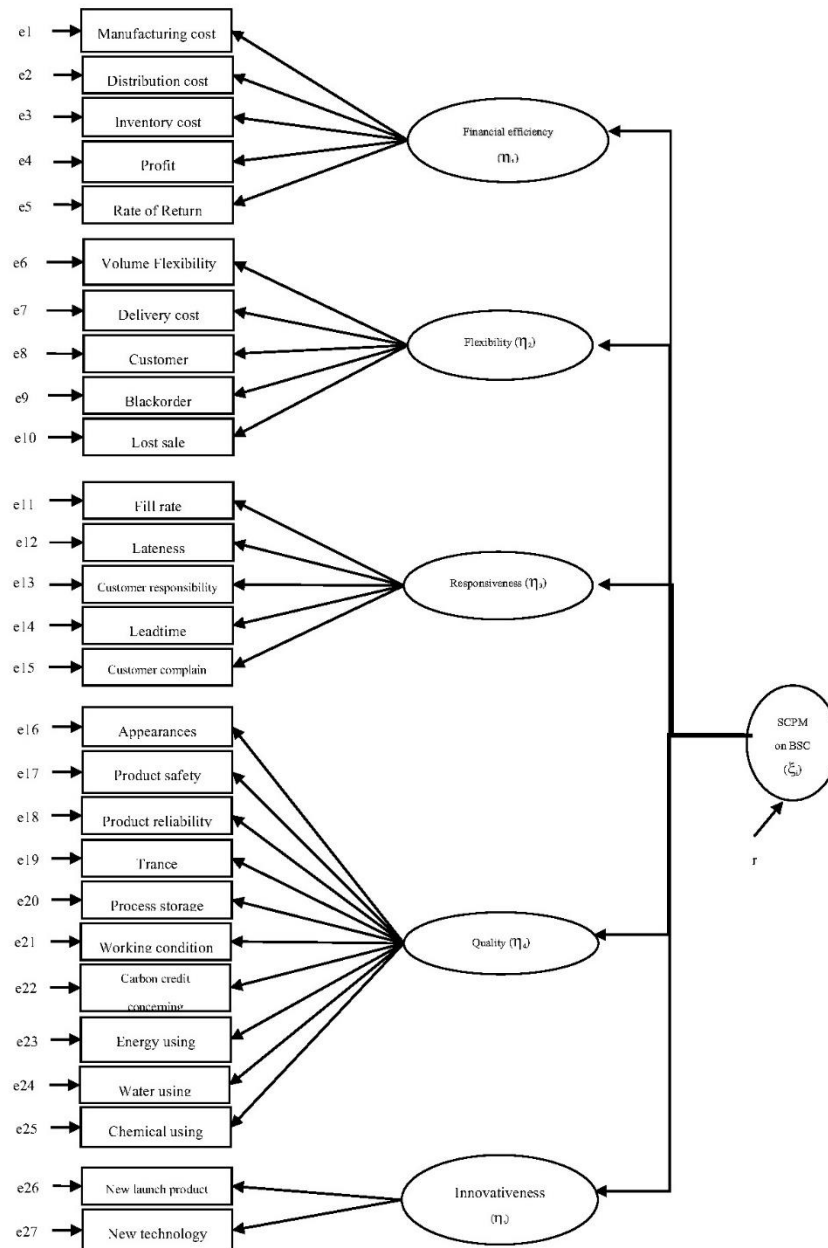 e1
Manufacturing cost
e2
Distribution cost
e3
Inventory cost
e4
Profit
e5
Rate of Return
Financial efficiency
(η₁)
e6
Volume Flexibility
e7
Delivery cost
e8
Customer
e9
Blackorder
e10
Lost sale
Flexibility (η₂)
e11
Fill rate
e12
Lateness
e13
Customer responsibility
e14
Leadtime
e15
Customer complain
Responsiveness (η₃)
e16
Appearances
e17
Product safety
e18
Product reliability
e19
Trance
e20
Process storage
e21
Working condition
e22
Carbon credit
concerning
e23
Energy using
e24
Water using
e25
Chemical using
Quality (η₄)
e26
New launch product
e27
New technology
Innovativeness
SCPM
on BSC
r